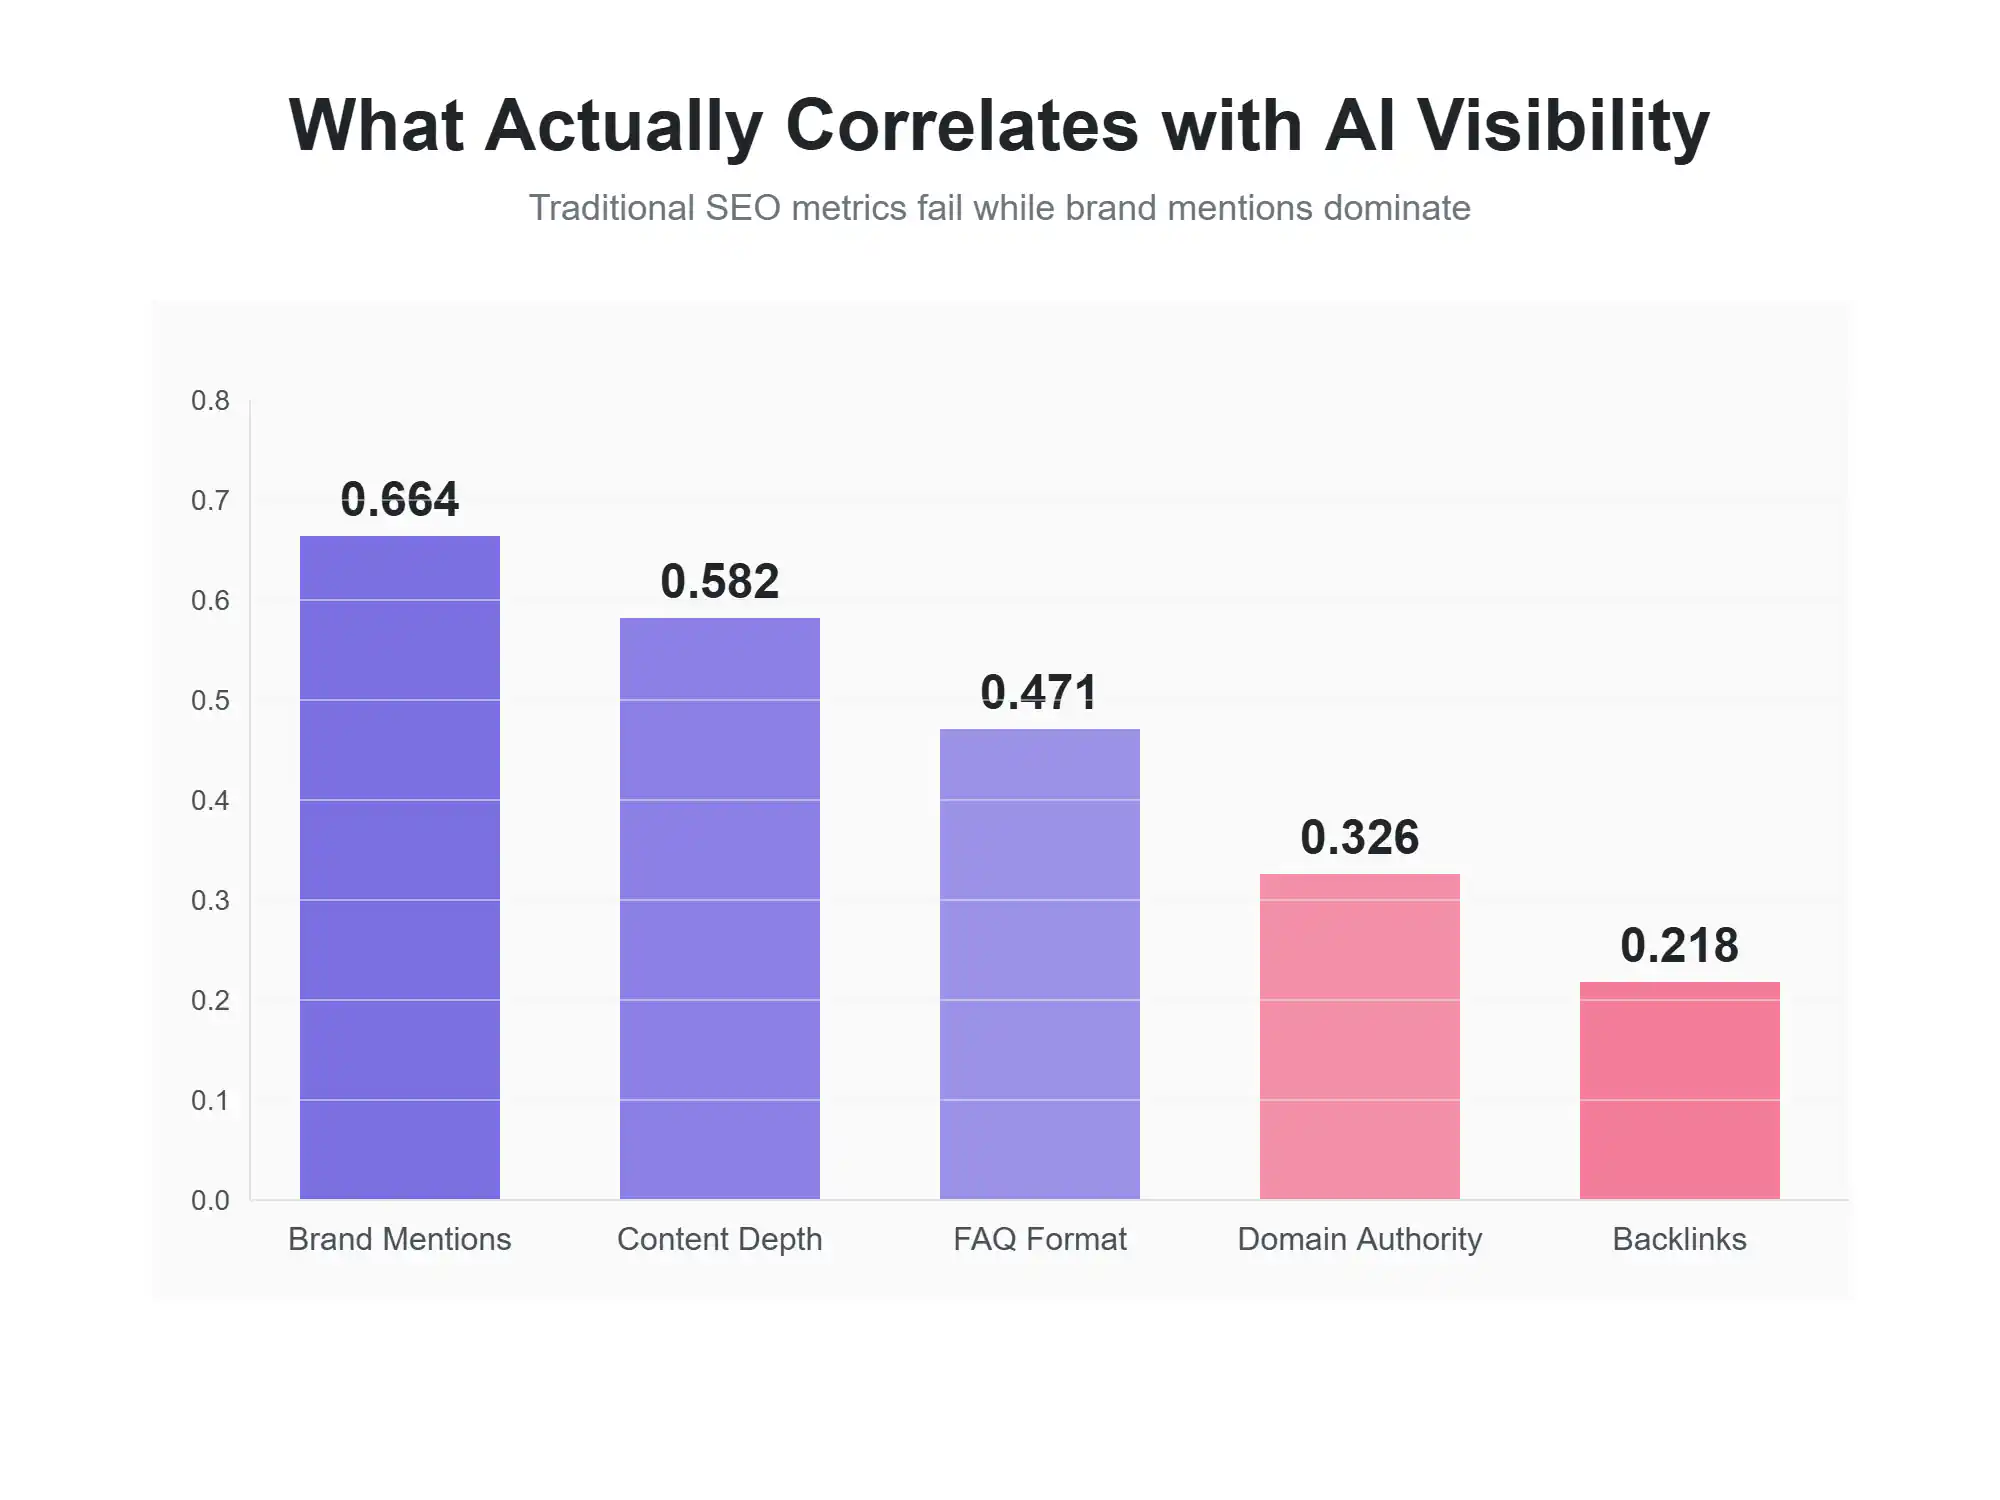 What Actually Correlates with AI Visibility
Traditional SEO metrics fail while brand mentions dominate
0.8
0.7
0.6
0.5
0.4
0.3
0.2
0.1
0.0
0.664
0.582
0.471
0.326
0.218
Brand Mentions
Content Depth
FAQ Format
Domain Authority
Backlinks